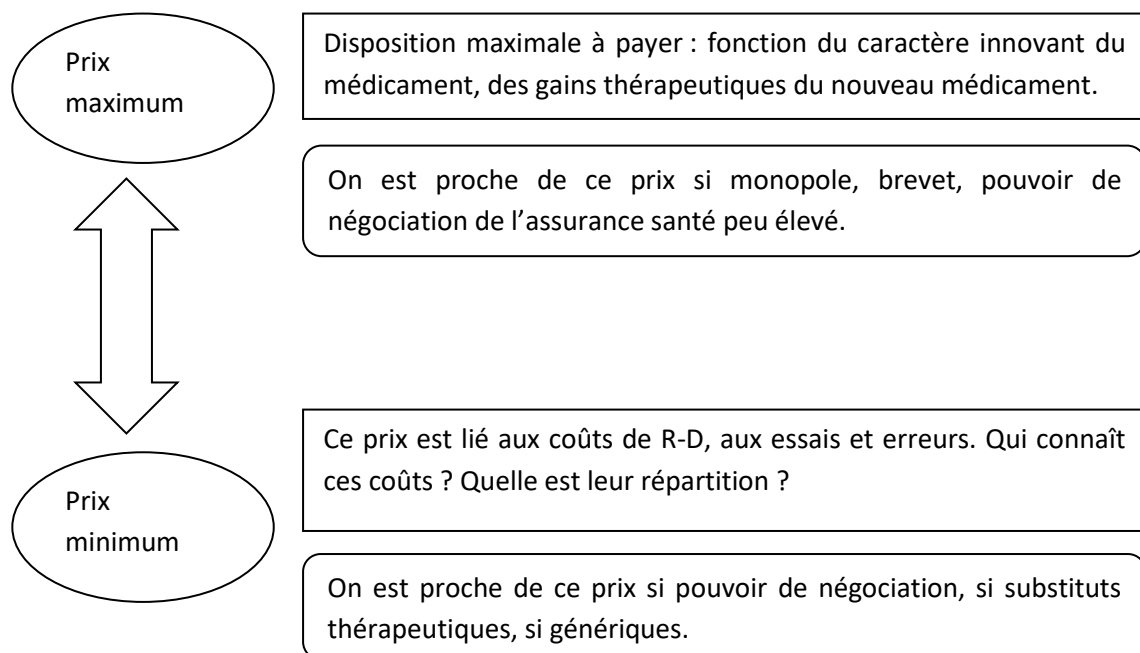 Prix
maximum
Disposition maximale à payer : fonction du caractère innovant du
médicament, des gains thérapeutiques du nouveau médicament.
On est proche de ce prix si monopole, brevet, pouvoir de
négociation de l’assurance santé peu élevé.
Prix
minimum
Ce prix est lié aux coûts de R-D, aux essais et erreurs. Qui connaît
ces coûts ? Quelle est leur répartition ?
On est proche de ce prix si pouvoir de négociation, si substituts
thérapeutiques, si génériques.